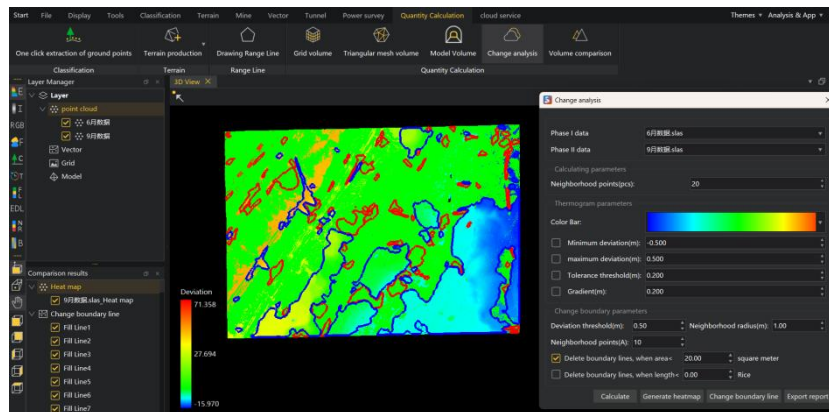 Start File Display Tools Classification Terrain Mine Vector Tunnel Power survey Quantity Calculation cloud service Themes Analysis & App
One click extraction of ground points Terrain production Drawing Range Line Grid volume Triangular mesh volume Model Volume Change analysis Volume comparison
Classification Terrain Range Line Quantity Calculation
Layer Manager
3D View
Layer
point cloud
6月数据
9月数据
Vector
Grid
Model
E
I
RGB
F
C
T
EDL
B
Comparison results
Heat map
9月数据.slas_Heat map
Change boundary line
Fill Line1
Fill Line2
Fill Line3
Fill Line4
Fill Line5
Fill Line6
Fill Line7
Deviation
71.358
27.694
-15.970
Change analysis
Phase I data 6月数据.slas
Phase II data 9月数据.slas
Calculating parameters
Neighborhood points(pcs): 20
Thermogram parameters
Color Bar:
Minimum deviation(m): -0.500
maximum deviation(m): 0.500
Tolerance threshold(m): 0.200
Gradient(m): 0.200
Change boundary parameters
Deviation threshold(m): 0.50 Neighborhood radius(m): 1.00
Neighborhood points(A): 10
Delete boundary lines, when area< 20.00 square meter
Delete boundary lines, when length< 0.00 Rice
Calculate Generate heatmap Change boundary line Export report